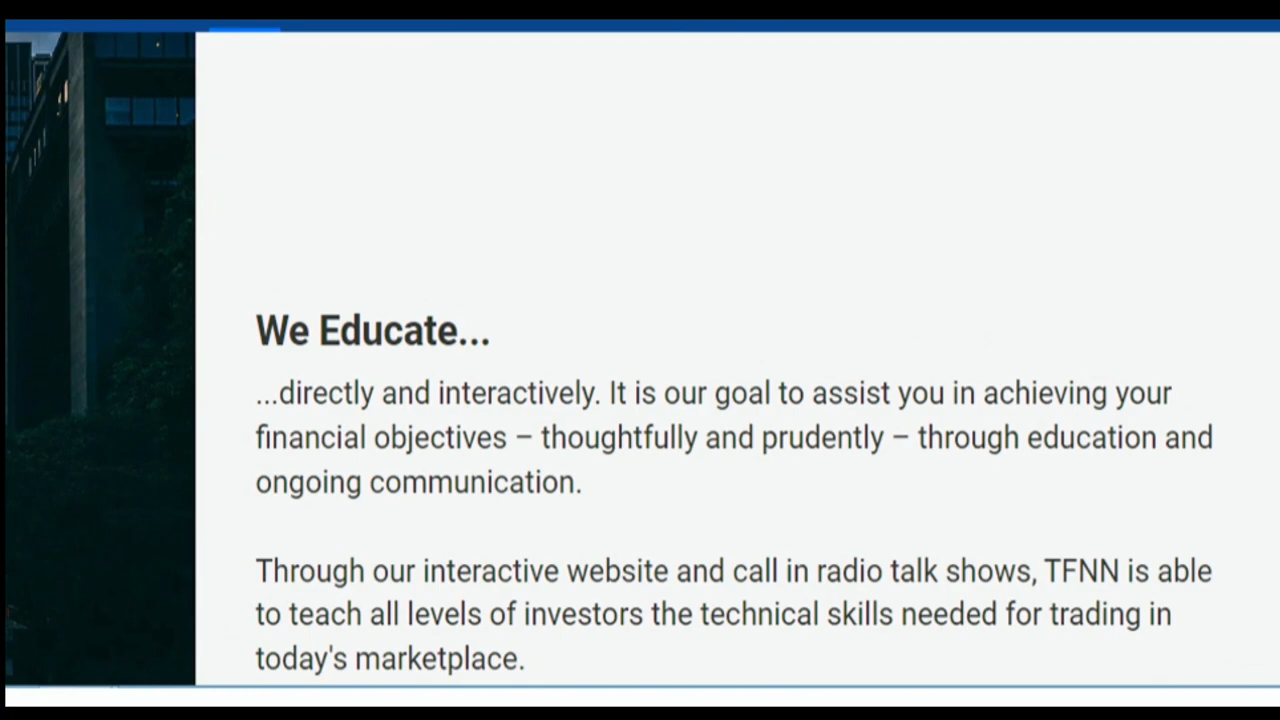 We Educate...
...directly and interactively. It is our goal to assist you in achieving your
financial objectives – thoughtfully and prudently – through education and
ongoing communication.
Through our interactive website and call in radio talk shows, TFNN is able
to teach all levels of investors the technical skills needed for trading in
today's marketplace.